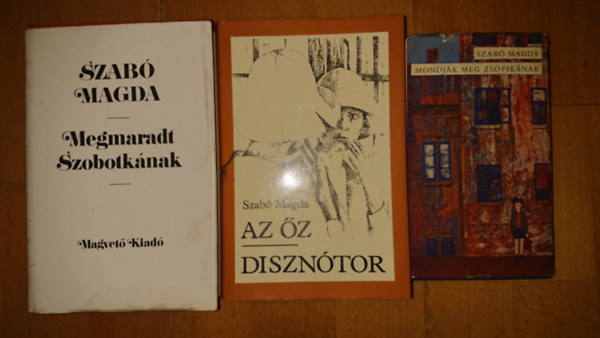 SZABÓ
MAGDA
Megmaradt
Szobotkának
Magvető Kiadó
Szabó Magda
AZ ŐZ
DISZNÓTOR
SZABÓ MAGDA
MONDJÁK MEG ZSÓFIKÁNAK